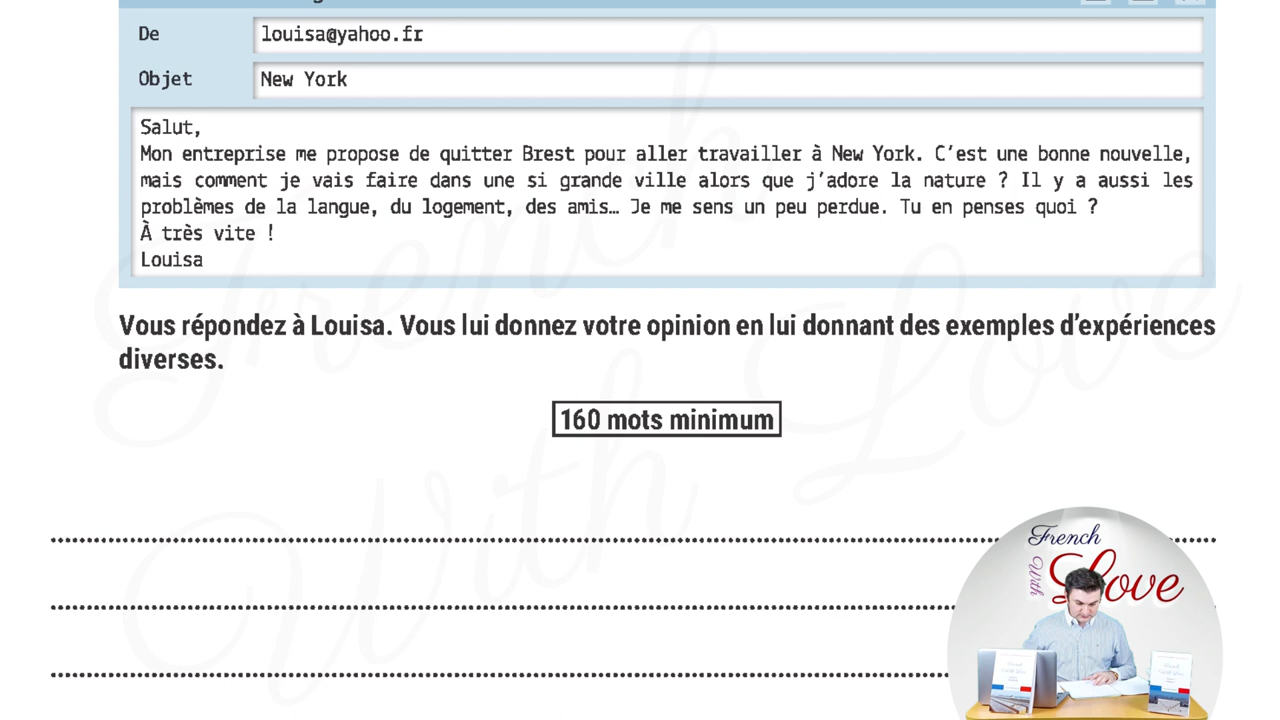 De
louisa@yahoo.fr
Objet
New York
Salut,
Mon entreprise me propose de quitter Brest pour aller travailler à New York. C'est une bonne nouvelle,
mais comment je vais faire dans une si grande ville alors que j'adore la nature ? Il y a aussi les
problèmes de la langue, du logement, des amis… Je me sens un peu perdue. Tu en penses quoi ?
À très vite !
Louisa
Vous répondez à Louisa. Vous lui donnez votre opinion en lui donnant des exemples d'expériences
diverses.
160 mots minimum
French
With Love
French
With
Love